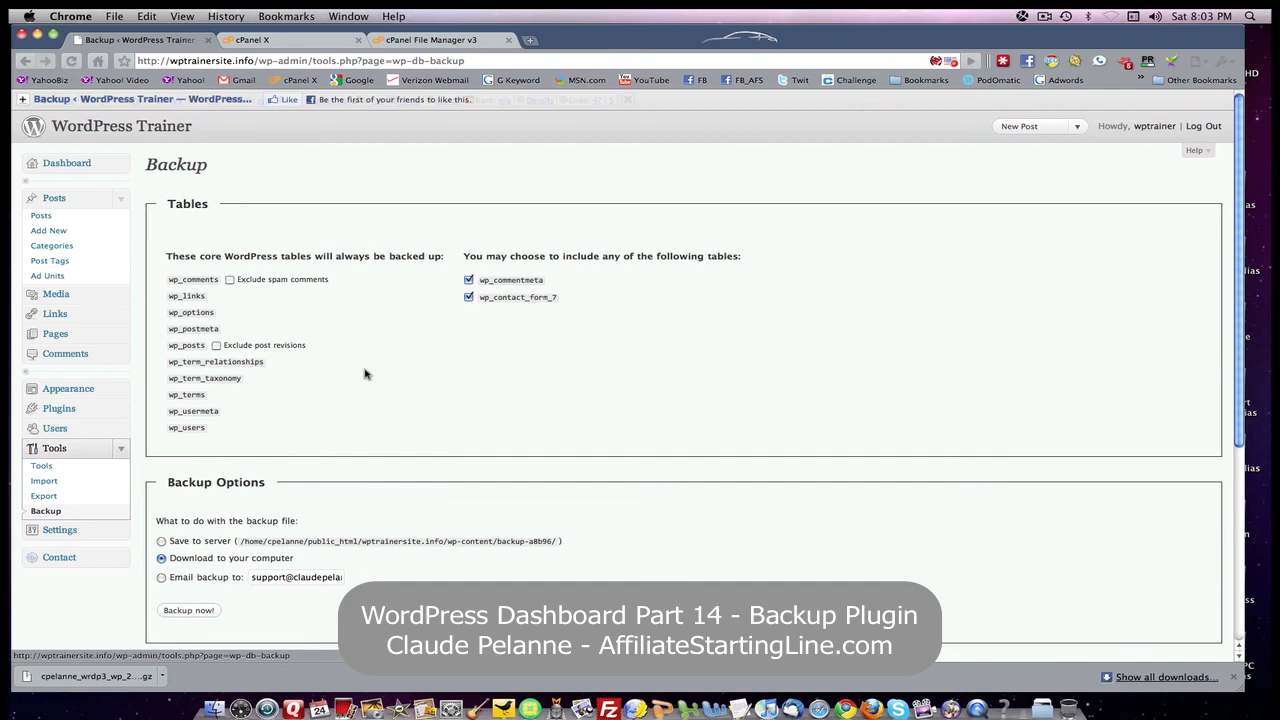 Chrome File Edit View History Bookmarks Window Help Sat 8:03 PM
Backup ‹ WordPress Trainer cPanel X cPanel File Manager v3
http://wptrainersite.info/wp-admin/tools.php?page=wp-db-backup
YahooBiz Yahoo! Video Yahoo! Gmail cPanel X Google Verizon Webmail G Keyword MSN.com YouTube FB FB_AFS Twit Challenge Bookmarks PodOmatic Adwords Other Bookmarks
Backup ‹ WordPress Trainer — WordPress... Like Be the first of your friends to like this.
WordPress Trainer New Post Howdy, wptrainer | Log Out
Help
Backup
Dashboard
Posts
Posts
Add New
Categories
Post Tags
Ad Units
Media
Links
Pages
Comments
Appearance
Plugins
Users
Tools
Tools
Import
Export
Backup
Settings
Contact
Tables
These core WordPress tables will always be backed up:
wp_comments Exclude spam comments
wp_links
wp_options
wp_postmeta
wp_posts Exclude post revisions
wp_term_relationships
wp_term_taxonomy
wp_terms
wp_usermeta
wp_users
You may choose to include any of the following tables:
wp_commentmeta
wp_contact_form_7
Backup Options
What to do with the backup file:
Save to server ( /home/cpelanne/public_html/wptrainersite.info/wp-content/backup-a8b96/ )
Download to your computer
Email backup to: support@claudepela
Backup now!
WordPress Dashboard Part 14 - Backup Plugin
Claude Pelanne - AffiliateStartingLine.com
http://wptrainersite.info/wp-admin/tools.php?page=wp-db-backup
cpelanne_wrdp3_wp_2....gz Show all downloads...